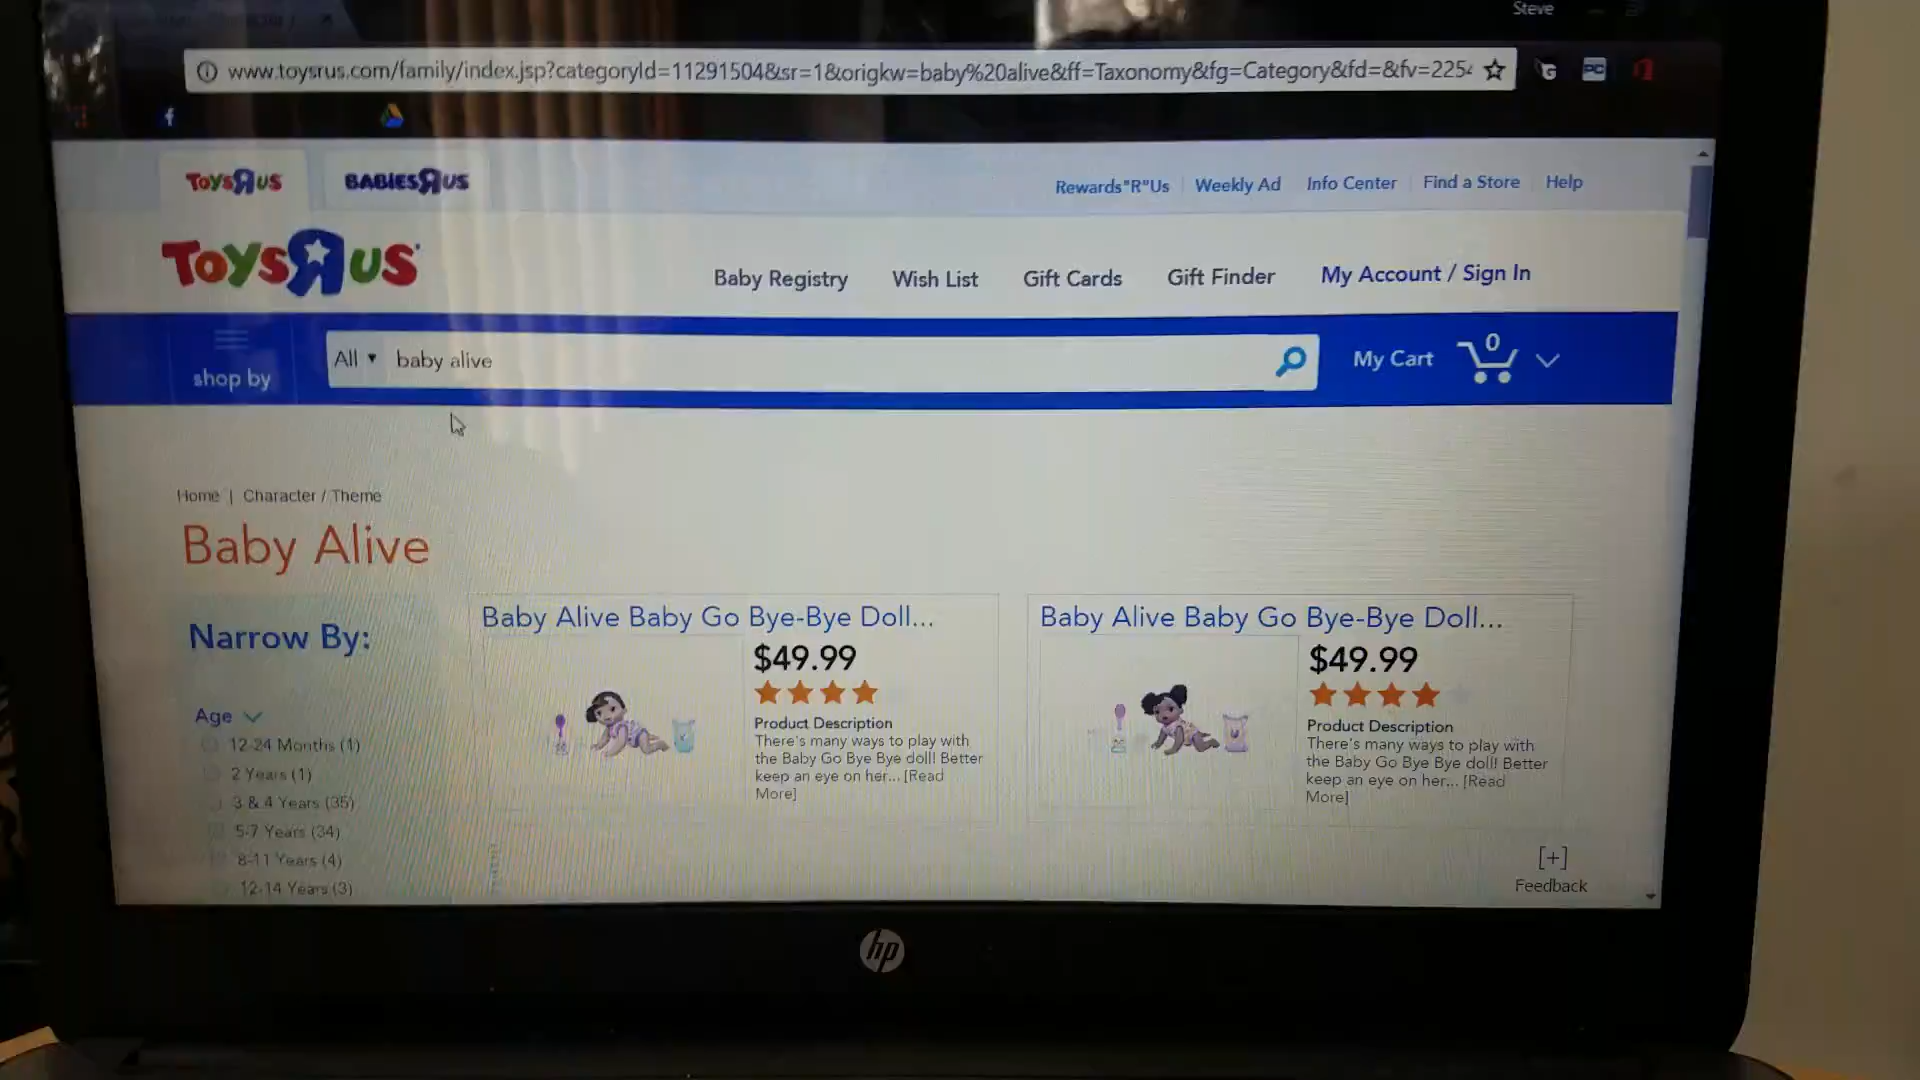 Steve
www.toysrus.com/family/index.jsp?categoryId=11291504&sr=1&origkw=baby%20alive&ff=Taxonomy&fg=Category&fd=&fv=2254
PC
ToysRus BabiesRus Rewards"R"Us Weekly Ad Info Center Find a Store Help
ToysRus Baby Registry Wish List Gift Cards Gift Finder My Account / Sign In
shop by All baby alive My Cart 0
Home | Character / Theme
Baby Alive
Narrow By:
Age
12-24 Months (1)
2 Years (1)
3 & 4 Years (35)
5-7 Years (34)
8-11 Years (4)
12-14 Years (3)
Baby Alive Baby Go Bye-Bye Doll...
$49.99
Product Description
There's many ways to play with
the Baby Go Bye Bye doll! Better
keep an eye on her... [Read
More]
Baby Alive Baby Go Bye-Bye Doll...
$49.99
Product Description
There's many ways to play with
the Baby Go Bye Bye doll! Better
keep an eye on her... [Read
More]
[+]
Feedback
hp